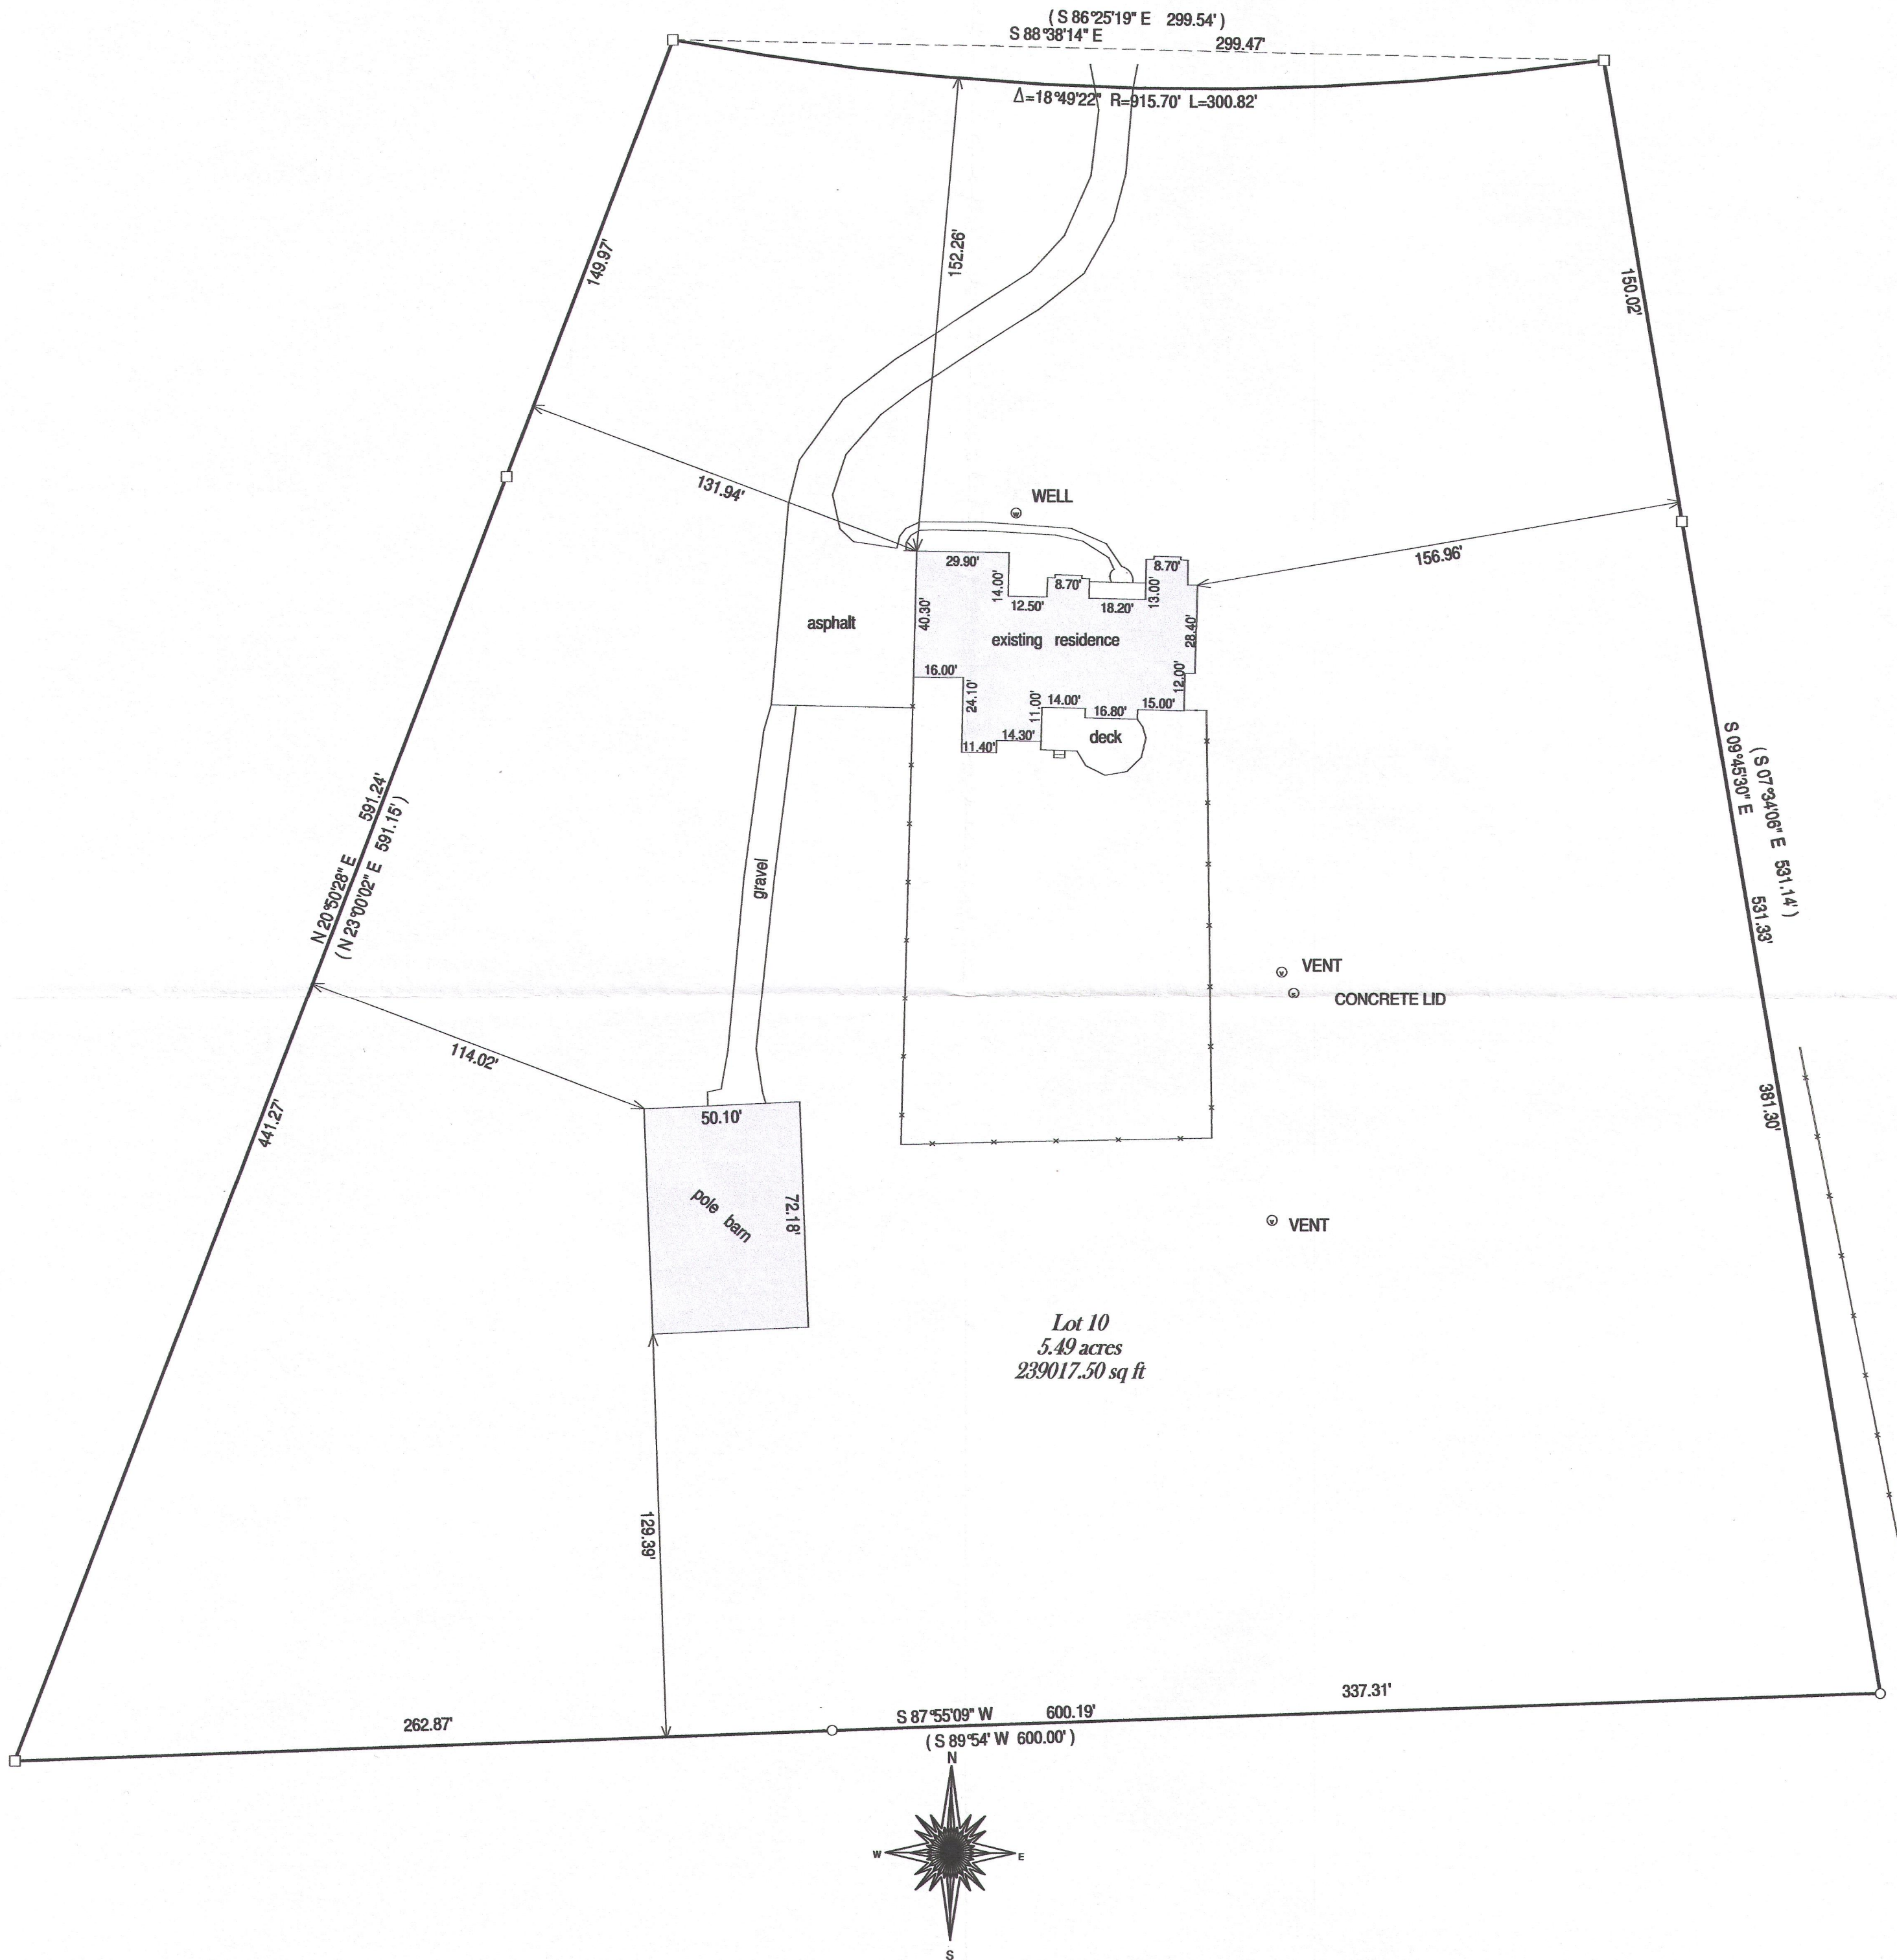 ( S 86°25'19" E 299.54' )
S 88°38'14" E
299.47'
Δ=18°49'22" R=915.70' L=300.82'
149.97'
152.26'
150.02'
131.94'
WELL
w
156.96'
29.90'
14.00'
12.50'
8.70'
18.20'
13.00'
8.70'
40.30'
asphalt
existing residence
28.40'
16.00'
24.10'
11.00'
14.00'
16.80'
15.00'
12.00'
11.40'
14.30'
deck
N 20°50'28" E 591.24'
( N 23°00'02" E 591.15' )
( S 07°34'06" E 531.14' )
S 09°45'30" E 531.33'
gravel
v VENT
CONCRETE LID
114.02'
441.27'
381.30'
50.10'
pole barn
72.18'
v VENT
Lot 10
5.49 acres
239017.50 sq ft
129.39'
262.87'
S 87°55'09" W 600.19'
337.31'
( S 89°54' W 600.00' )
N
W
E
S